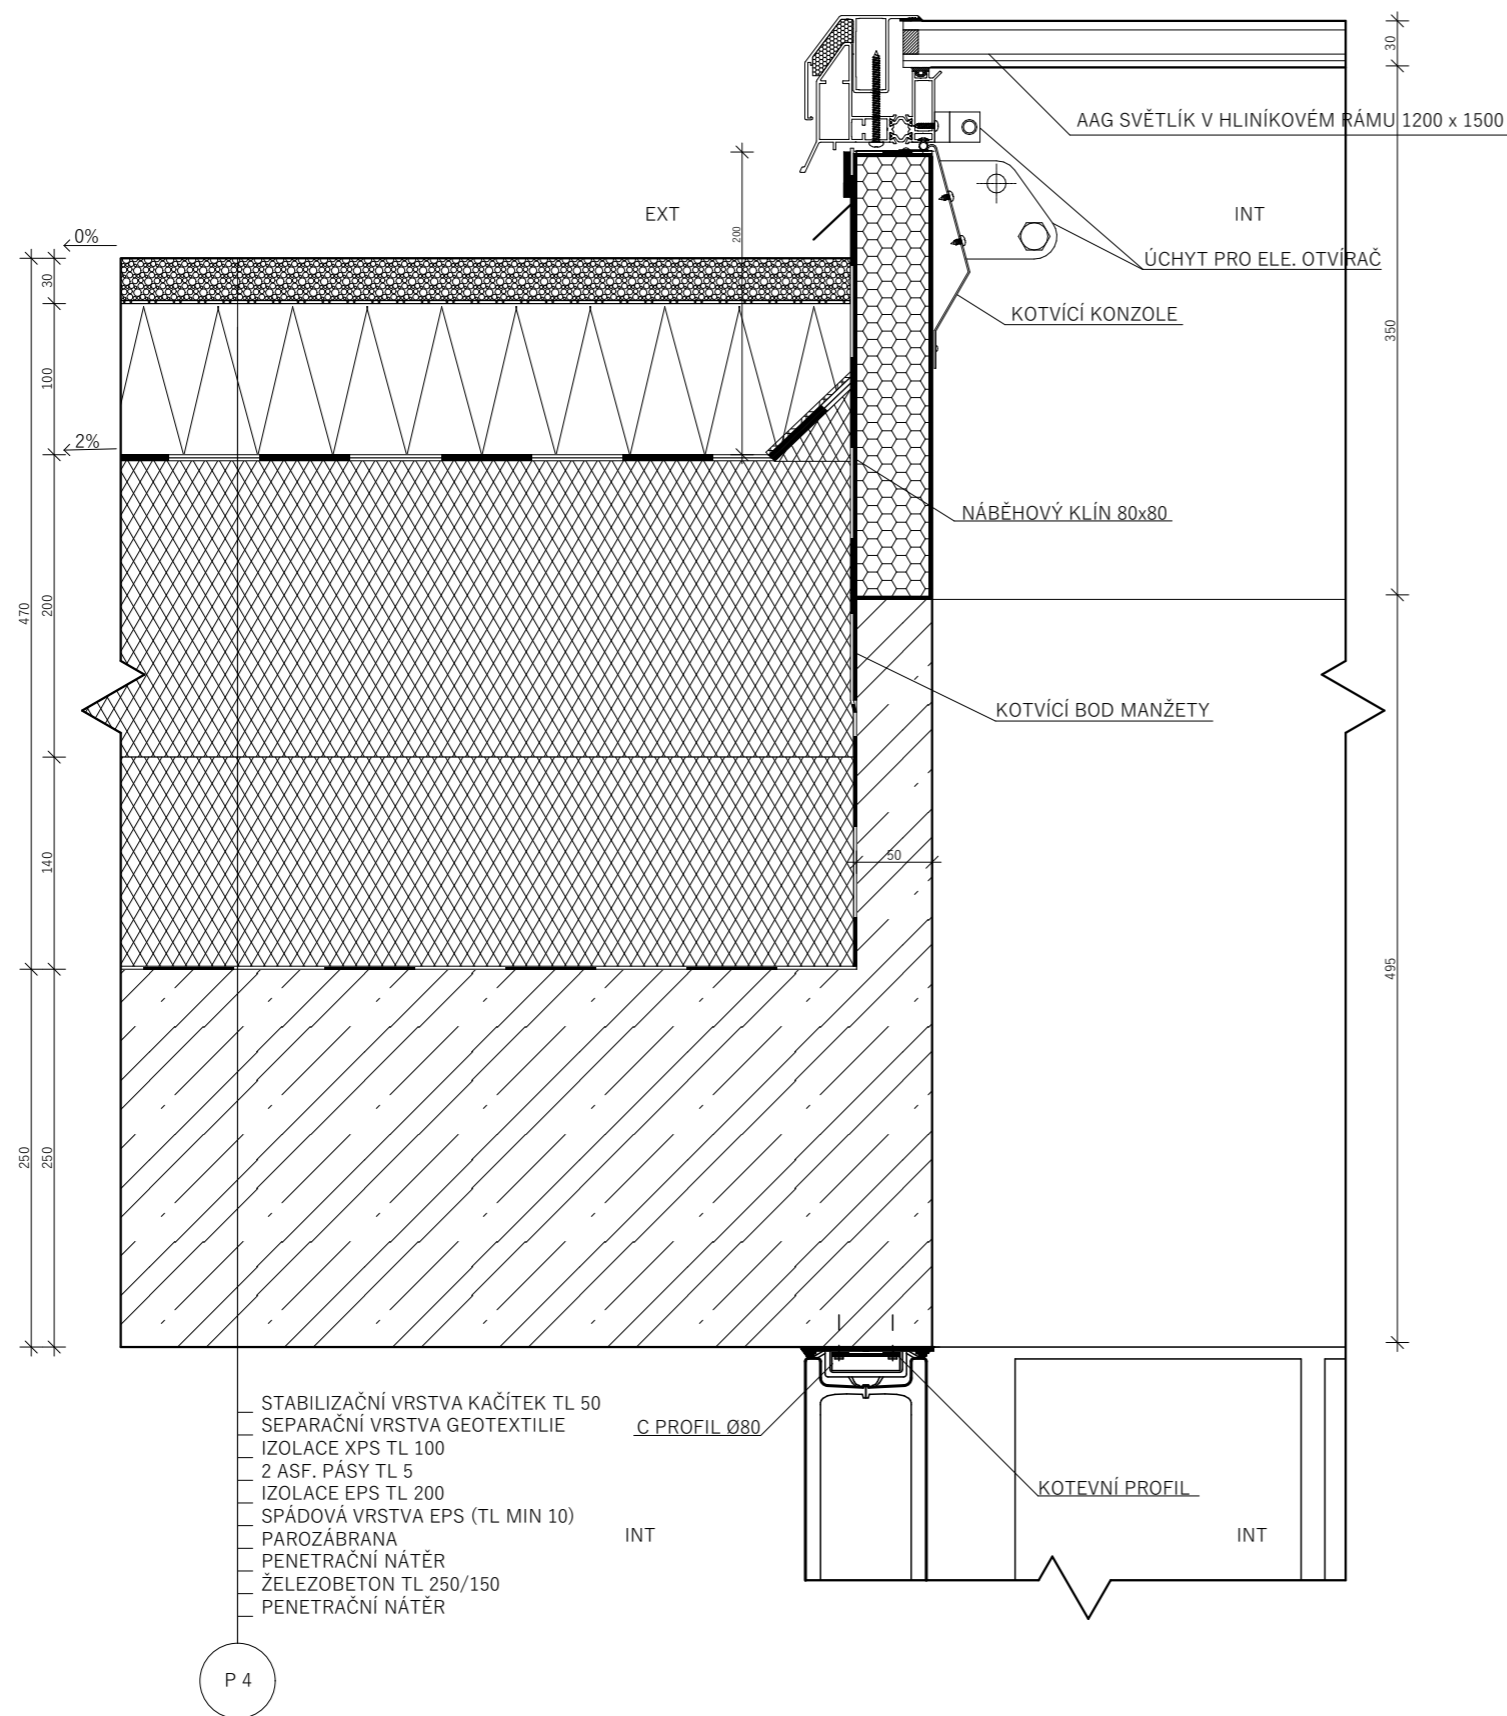 30
AAG SVĚTLÍK V HLINÍKOVÉM RÁMU 1200 x 1500
EXT
INT
200
0%
ÚCHYT PRO ELE. OTVÍRAČ
30
KOTVÍCÍ KONZOLE
350
100
2%
NÁBĚHOVÝ KLÍN 80x80
470
200
KOTVÍCÍ BOD MANŽETY
140
50
495
250
250
STABILIZAČNÍ VRSTVA KAČÍTEK TL 50
SEPARAČNÍ VRSTVA GEOTEXTILIE
IZOLACE XPS TL 100
2 ASF. PÁSY TL 5
IZOLACE EPS TL 200
SPÁDOVÁ VRSTVA EPS (TL MIN 10)
PAROZÁBRANA
PENETRAČNÍ NÁTĚR
ŽELEZOBETON TL 250/150
PENETRAČNÍ NÁTĚR
C PROFIL Ø80
KOTEVNÍ PROFIL
INT
INT
P 4